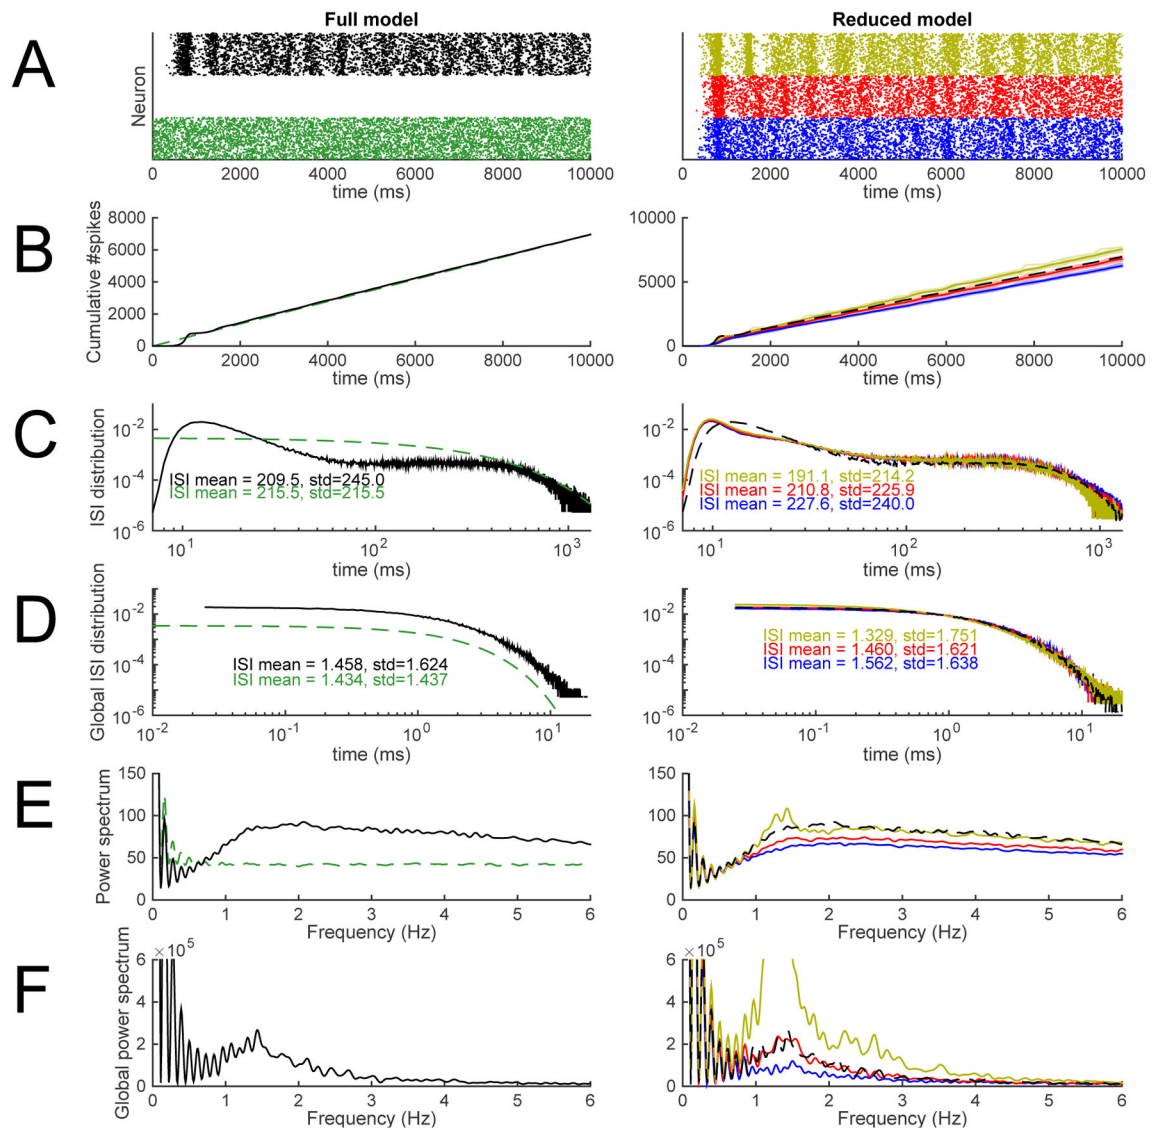 Full model
Reduced model
A
Neuron
0 2000 4000 6000 8000 10000
time (ms)
0 2000 4000 6000 8000 10000
time (ms)
B
Cumulative #spikes
8000
6000
4000
2000
0
0 2000 4000 6000 8000 10000
time (ms)
10000
5000
0
0 2000 4000 6000 8000 10000
time (ms)
C
ISI distribution
10^-2
10^-4
10^-6
ISI mean = 209.5, std=245.0
ISI mean = 215.5, std=215.5
10^1 10^2 10^3
time (ms)
10^-2
10^-4
10^-6
ISI mean = 191.1, std=214.2
ISI mean = 210.8, std=225.9
ISI mean = 227.6, std=240.0
10^1 10^2 10^3
time (ms)
D
Global ISI distribution
10^-2
10^-4
10^-6
ISI mean = 1.458, std=1.624
ISI mean = 1.434, std=1.437
10^-2 10^-1 10^0 10^1
time (ms)
10^-2
10^-4
10^-6
ISI mean = 1.329, std=1.751
ISI mean = 1.460, std=1.621
ISI mean = 1.562, std=1.638
10^-2 10^-1 10^0 10^1
time (ms)
E
Power spectrum
150
100
50
0
0 1 2 3 4 5 6
Frequency (Hz)
150
100
50
0
0 1 2 3 4 5 6
Frequency (Hz)
F
Global power spectrum
×10^5
6
4
2
0
0 1 2 3 4 5 6
Frequency (Hz)
×10^5
6
4
2
0
0 1 2 3 4 5 6
Frequency (Hz)